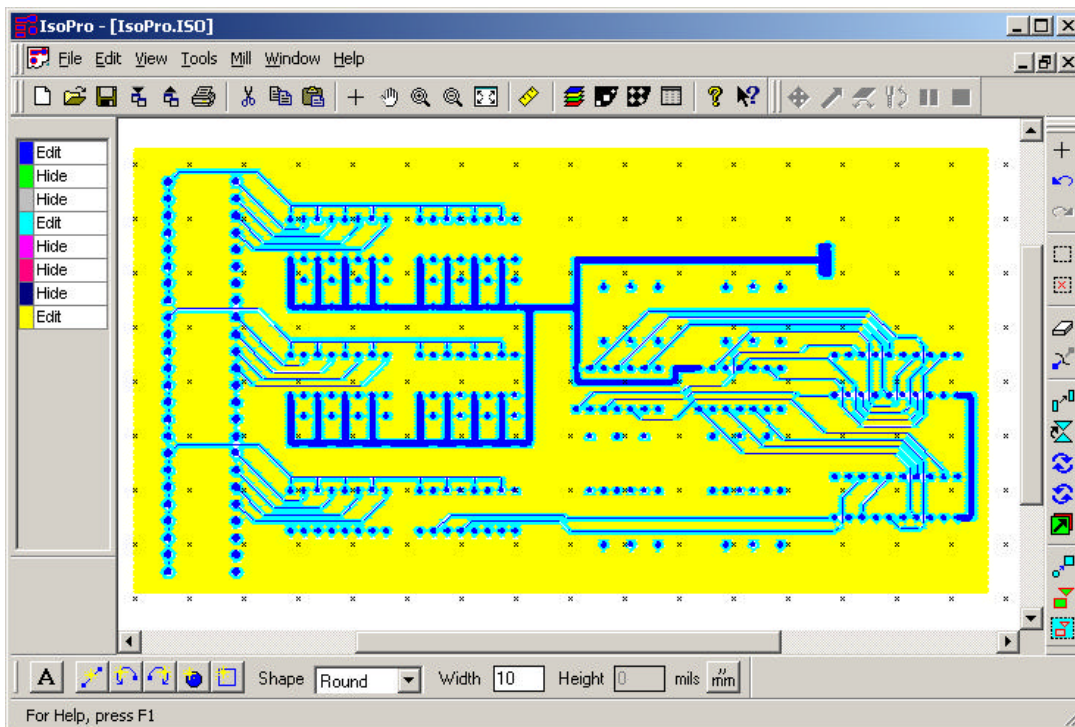 IsoPro - [IsoPro.ISO]
File Edit View Tools Mill Window Help
Edit
Hide
Hide
Edit
Hide
Hide
Hide
Edit
A Shape Round Width 10 Height 0 mils " mm
For Help, press F1